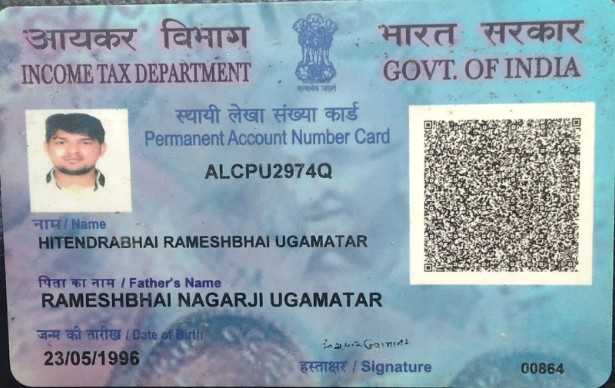 आयकर विभाग
INCOME TAX DEPARTMENT
भारत सरकार
GOVT. OF INDIA
सत्यमेव जयते
स्थायी लेखा संख्या कार्ड
Permanent Account Number Card
ALCPU2974Q
नाम / Name
HITENDRABHAI RAMESHBHAI UGAMATAR
पिता का नाम / Father's Name
RAMESHBHAI NAGARJI UGAMATAR
जन्म की तारीख / Date of Birth
23/05/1996
हस्ताक्षर / Signature
00864